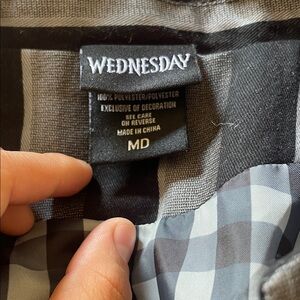 WEDNESDAY
100% POLYESTER/POLYESTER
EXCLUSIVE OF DECORATION
SEE CARE
ON REVERSE
MADE IN CHINA
MD